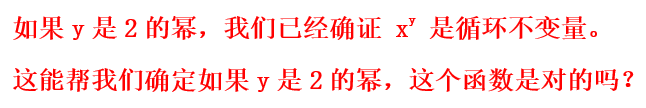 如果 y 是 2 的幂，我们已经确证 xʸ 是循环不变量。
这能帮我们确定如果 y 是 2 的幂，这个函数是对的吗？